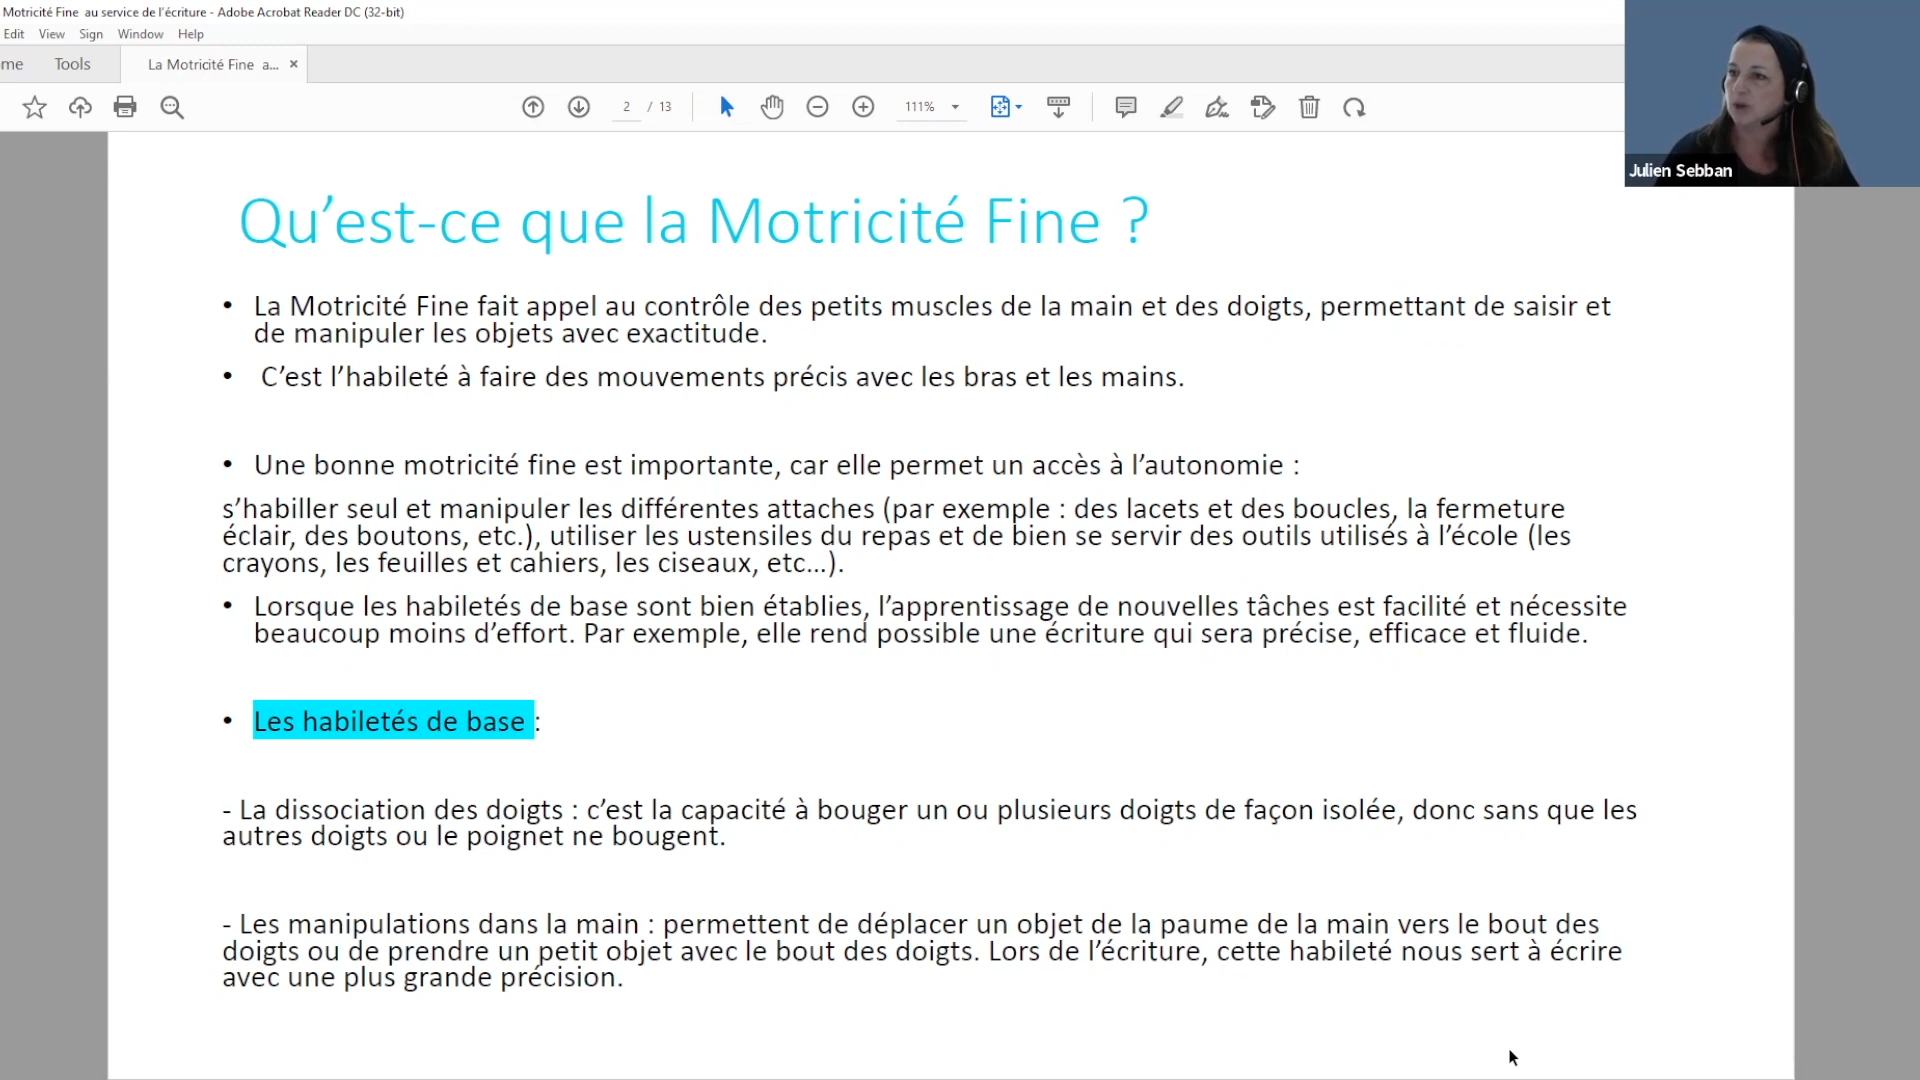 Motricité Fine  au service de l'écriture - Adobe Acrobat Reader DC (32-bit)
Edit View Sign Window Help
me Tools La Motricité Fine  a... ×
2 / 13 111%
Julien Sebban
Qu’est-ce que la Motricité Fine ?
• La Motricité Fine fait appel au contrôle des petits muscles de la main et des doigts, permettant de saisir et
de manipuler les objets avec exactitude.
• C’est l’habileté à faire des mouvements précis avec les bras et les mains.
• Une bonne motricité fine est importante, car elle permet un accès à l’autonomie :
s’habiller seul et manipuler les différentes attaches (par exemple : des lacets et des boucles, la fermeture
éclair, des boutons, etc.), utiliser les ustensiles du repas et de bien se servir des outils utilisés à l’école (les
crayons, les feuilles et cahiers, les ciseaux, etc…).
• Lorsque les habiletés de base sont bien établies, l’apprentissage de nouvelles tâches est facilité et nécessite
beaucoup moins d’effort. Par exemple, elle rend possible une écriture qui sera précise, efficace et fluide.
• Les habiletés de base :
- La dissociation des doigts : c’est la capacité à bouger un ou plusieurs doigts de façon isolée, donc sans que les
autres doigts ou le poignet ne bougent.
- Les manipulations dans la main : permettent de déplacer un objet de la paume de la main vers le bout des
doigts ou de prendre un petit objet avec le bout des doigts. Lors de l’écriture, cette habileté nous sert à écrire
avec une plus grande précision.